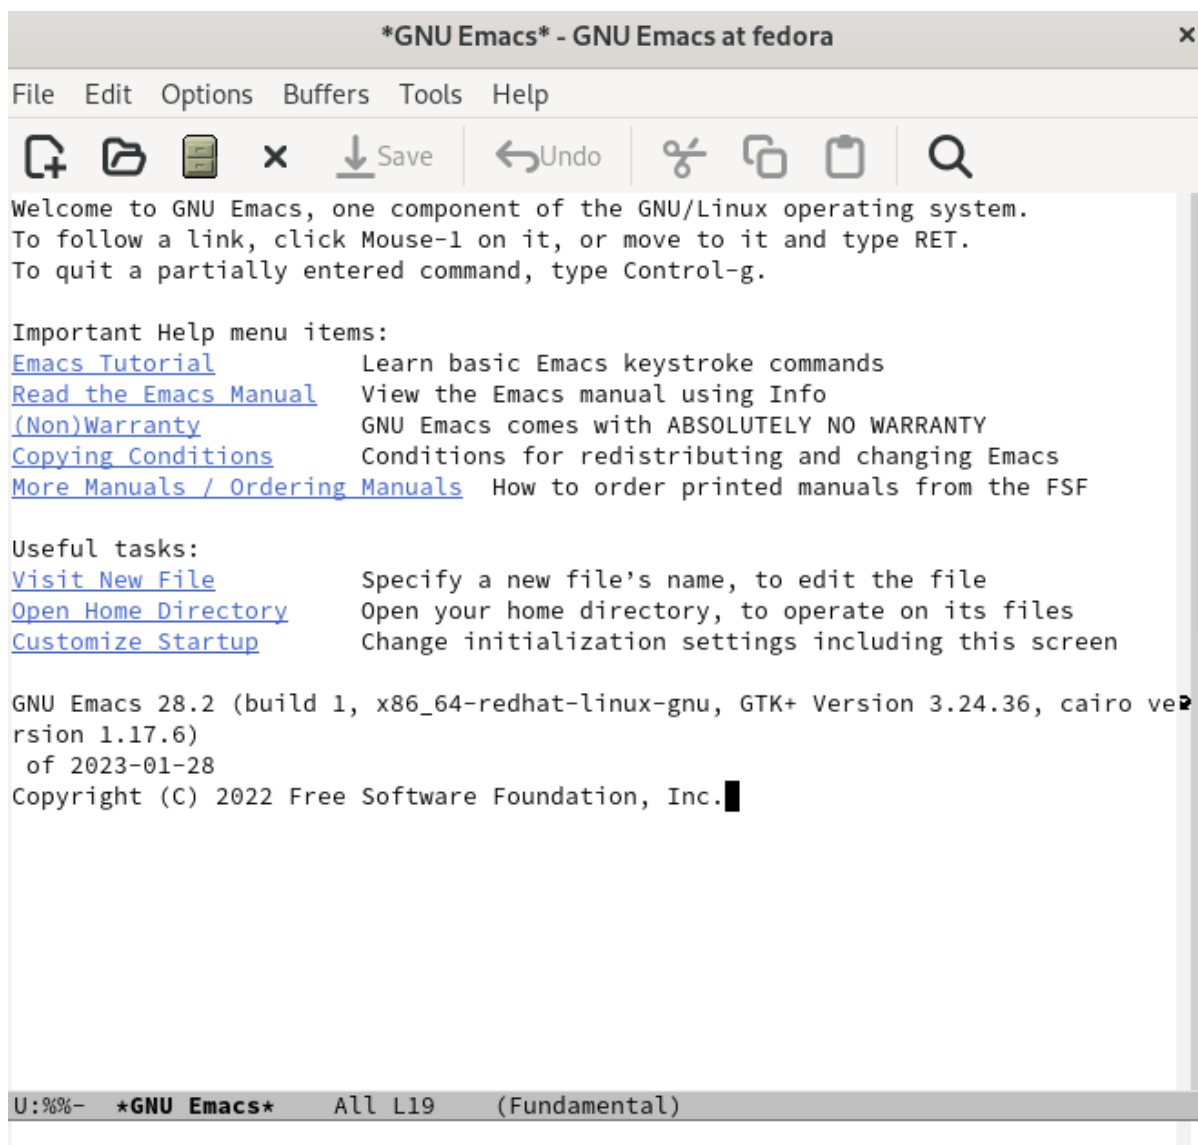 *GNU Emacs* - GNU Emacs at fedora
File Edit Options Buffers Tools Help
Save Undo
Welcome to GNU Emacs, one component of the GNU/Linux operating system.
To follow a link, click Mouse-1 on it, or move to it and type RET.
To quit a partially entered command, type Control-g.
Important Help menu items:
Emacs Tutorial Learn basic Emacs keystroke commands
Read the Emacs Manual View the Emacs manual using Info
(Non)Warranty GNU Emacs comes with ABSOLUTELY NO WARRANTY
Copying Conditions Conditions for redistributing and changing Emacs
More Manuals / Ordering Manuals How to order printed manuals from the FSF
Useful tasks:
Visit New File Specify a new file’s name, to edit the file
Open Home Directory Open your home directory, to operate on its files
Customize Startup Change initialization settings including this screen
GNU Emacs 28.2 (build 1, x86_64-redhat-linux-gnu, GTK+ Version 3.24.36, cairo ve
rsion 1.17.6)
of 2023-01-28
Copyright (C) 2022 Free Software Foundation, Inc.
U:%%- *GNU Emacs* All L19 (Fundamental)